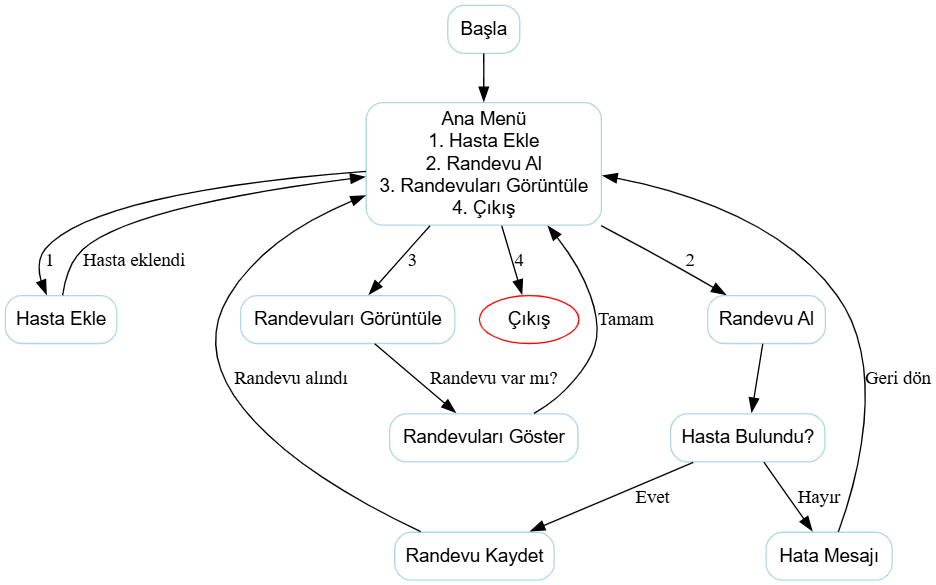 Başla
Ana Menü
1. Hasta Ekle
2. Randevu Al
3. Randevuları Görüntüle
4. Çıkış
1
Hasta eklendi
3
4
2
Hasta Ekle
Randevuları Görüntüle
Çıkış
Tamam
Randevu Al
Randevu alındı
Randevu var mı?
Geri dön
Randevuları Göster
Hasta Bulundu?
Evet
Hayır
Randevu Kaydet
Hata Mesajı